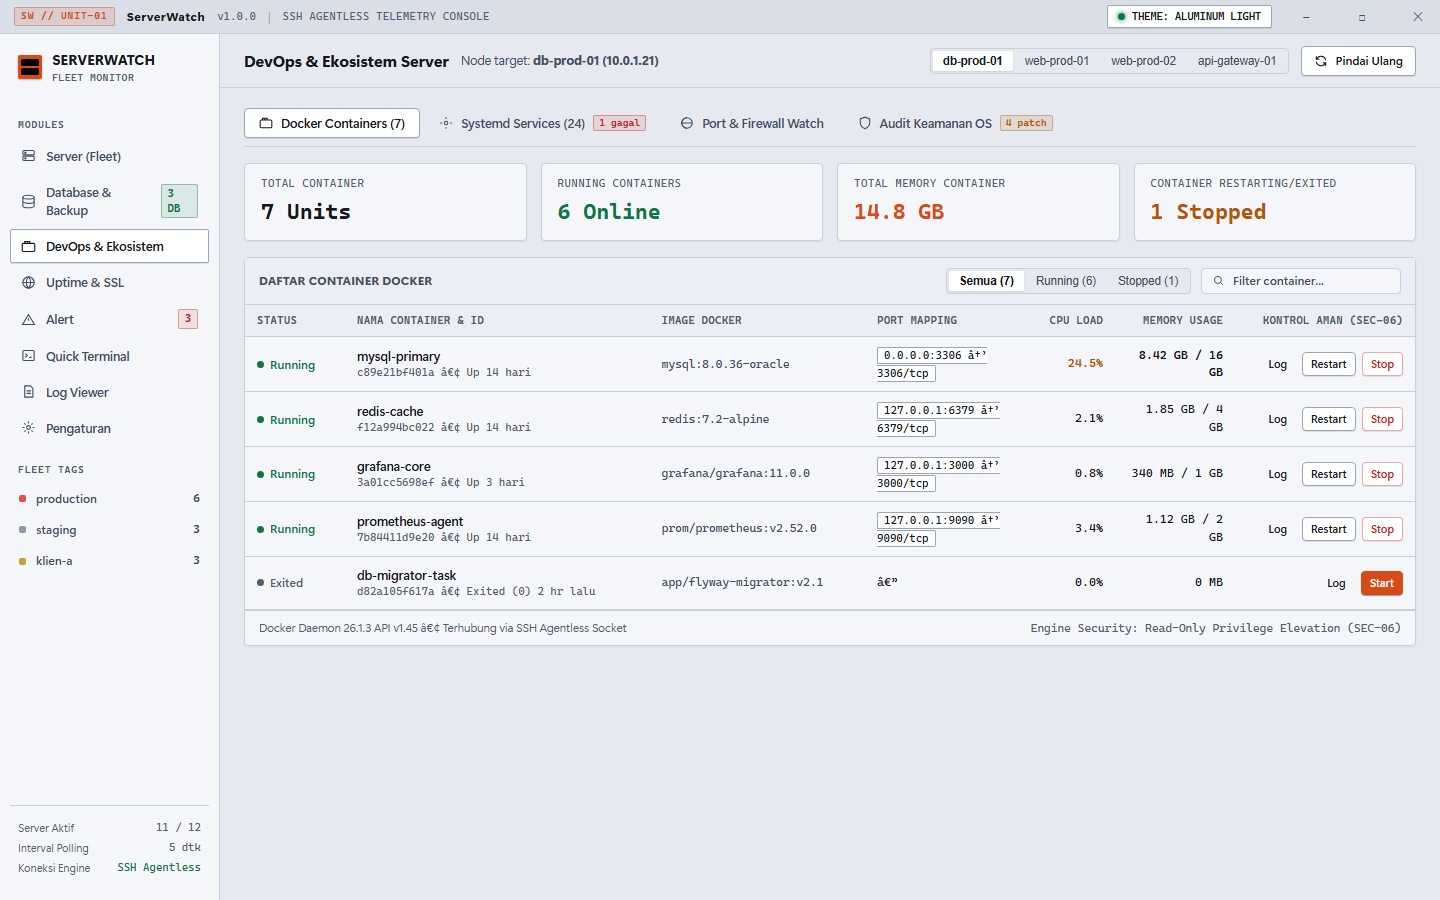 SW // UNIT-01 ServerWatch v1.0.0 | SSH AGENTLESS TELEMETRY CONSOLE THEME: ALUMINUM LIGHT
SERVERWATCH
FLEET MONITOR
DevOps & Ekosistem Server Node target: db-prod-01 (10.0.1.21) db-prod-01 web-prod-01 web-prod-02 api-gateway-01 Pindai Ulang
MODULES
Server (Fleet)
Database & Backup 3 DB
DevOps & Ekosistem
Uptime & SSL
Alert 3
Quick Terminal
Log Viewer
Pengaturan
FLEET TAGS
production 6
staging 3
klien-a 3
Server Aktif 11 / 12
Interval Polling 5 dtk
Koneksi Engine SSH Agentless
Docker Containers (7) Systemd Services (24) 1 gagal Port & Firewall Watch Audit Keamanan OS 4 patch
TOTAL CONTAINER
7 Units
RUNNING CONTAINERS
6 Online
TOTAL MEMORY CONTAINER
14.8 GB
CONTAINER RESTARTING/EXITED
1 Stopped
DAFTAR CONTAINER DOCKER Semua (7) Running (6) Stopped (1) Filter container...
STATUS NAMA CONTAINER & ID IMAGE DOCKER PORT MAPPING CPU LOAD MEMORY USAGE KONTROL AMAN (SEC-06)
Running mysql-primary mysql:8.0.36-oracle 0.0.0.0:3306 â†’ 24.5% 8.42 GB / 16 Log Restart Stop
c89e21bf401a â€¢ Up 14 hari 3306/tcp GB
Running redis-cache redis:7.2-alpine 127.0.0.1:6379 â†’ 2.1% 1.85 GB / 4 Log Restart Stop
f12a994bc022 â€¢ Up 14 hari 6379/tcp GB
Running grafana-core grafana/grafana:11.0.0 127.0.0.1:3000 â†’ 0.8% 340 MB / 1 GB Log Restart Stop
3a01cc5698ef â€¢ Up 3 hari 3000/tcp
Running prometheus-agent prom/prometheus:v2.52.0 127.0.0.1:9090 â†’ 3.4% 1.12 GB / 2 Log Restart Stop
7b84411d9e20 â€¢ Up 14 hari 9090/tcp GB
Exited db-migrator-task app/flyway-migrator:v2.1 â€” 0.0% 0 MB Log Start
d82a105f617a â€¢ Exited (0) 2 hr lalu
Docker Daemon 26.1.3 API v1.45 â€¢ Terhubung via SSH Agentless Socket Engine Security: Read-Only Privilege Elevation (SEC-06)